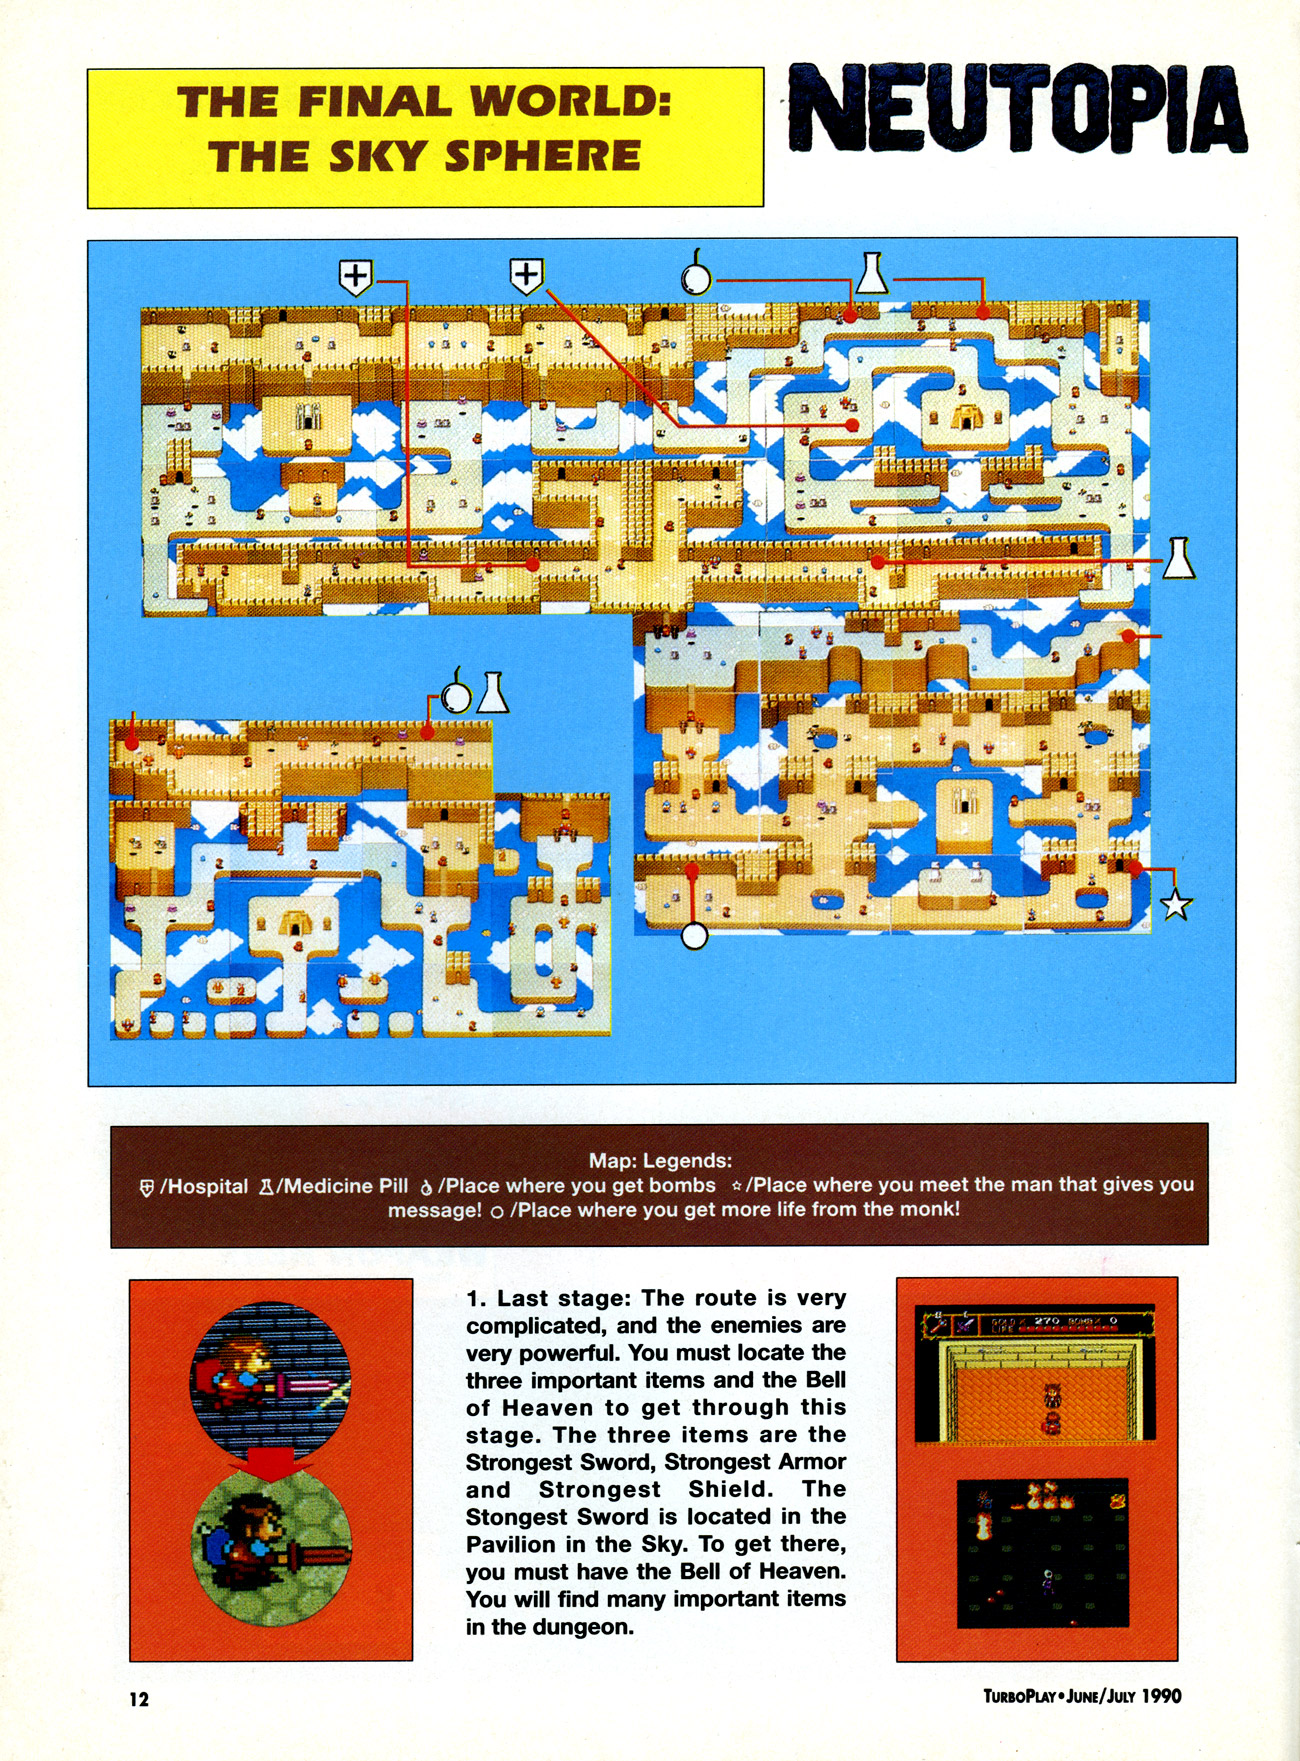 THE FINAL WORLD:
THE SKY SPHERE
NEUTOPIA
Map: Legends:
/Hospital /Medicine Pill /Place where you get bombs ☆/Place where you meet the man that gives you
message! ○ /Place where you get more life from the monk!
1. Last stage: The route is very
complicated, and the enemies are
very powerful. You must locate the
three important items and the Bell
of Heaven to get through this
stage. The three items are the
Strongest Sword, Strongest Armor
and Strongest Shield. The
Stongest Sword is located in the
Pavilion in the Sky. To get there,
you must have the Bell of Heaven.
You will find many important items
in the dungeon.
GOLD× 270 BOMB× 0
LIFE
12
TURBOPLAY•JUNE/JULY 1990